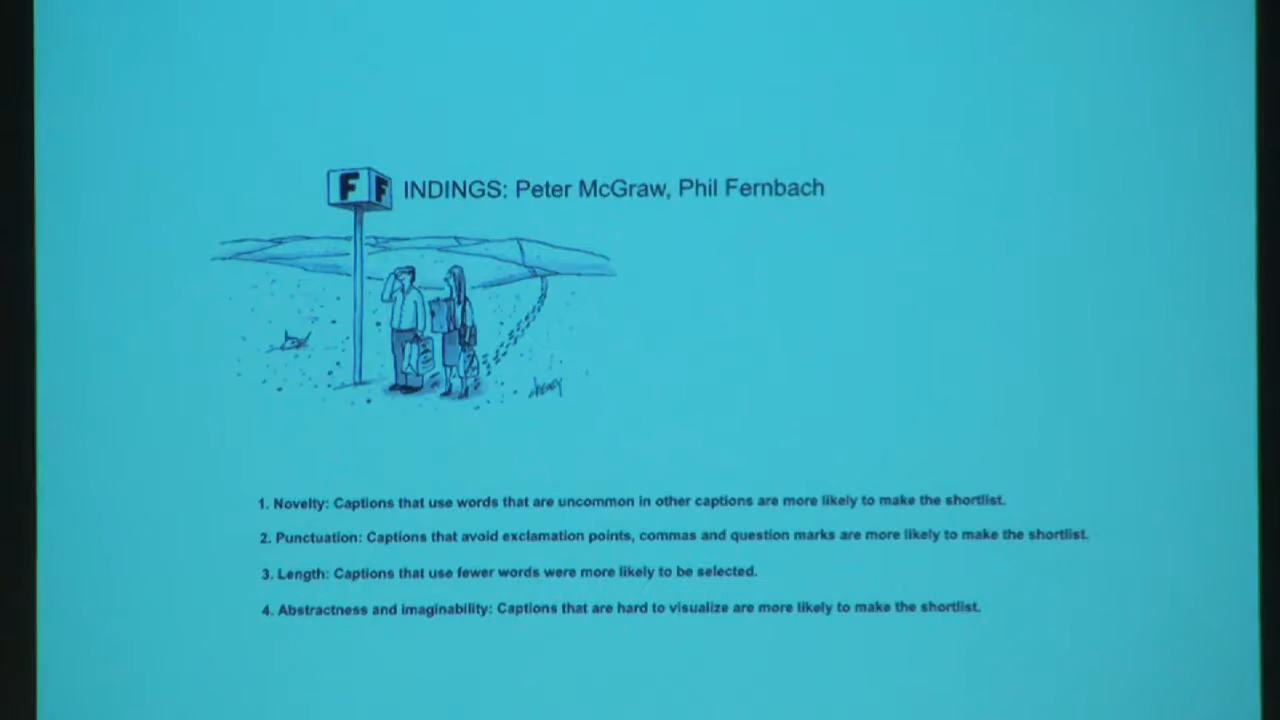 F F INDINGS: Peter McGraw, Phil Fernbach
1. Novelty: Captions that use words that are uncommon in other captions are more likely to make the shortlist.
2. Punctuation: Captions that avoid exclamation points, commas and question marks are more likely to make the shortlist.
3. Length: Captions that use fewer words were more likely to be selected.
4. Abstractness and imaginability: Captions that are hard to visualize are more likely to make the shortlist.